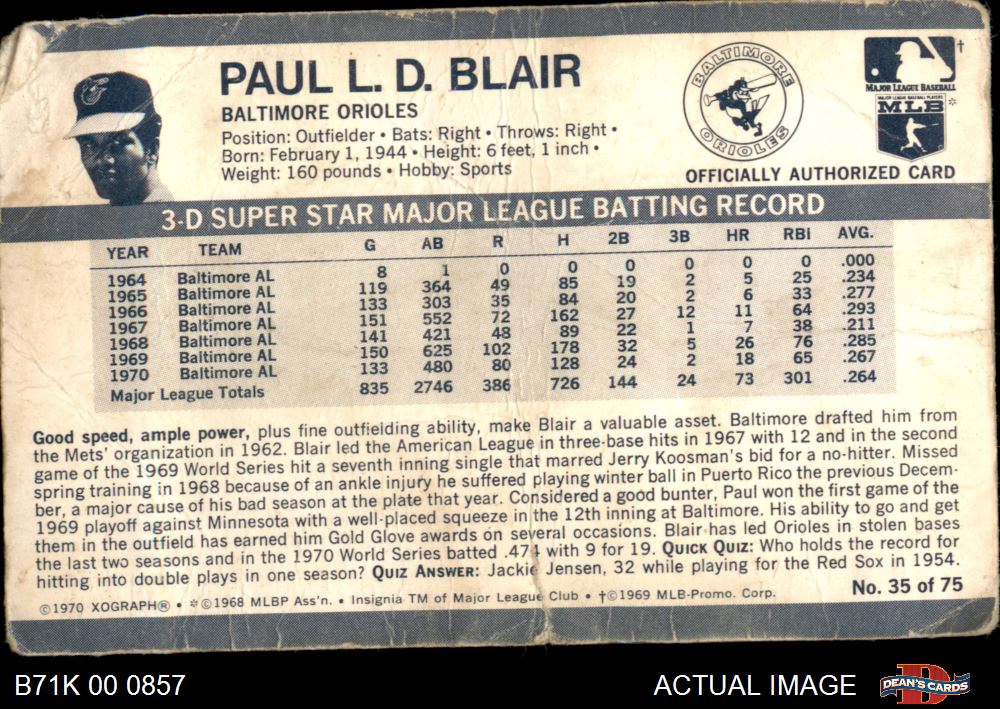 PAUL L. D. BLAIR
BALTIMORE ORIOLES
Position: Outfielder • Bats: Right • Throws: Right •
Born: February 1, 1944 • Height: 6 feet, 1 inch •
Weight: 160 pounds • Hobby: Sports
BALTIMORE
ORIOLES
†
MAJOR LEAGUE BASEBALL
MAJOR LEAGUE BASEBALL PLAYERS
MLB *
OFFICIALLY AUTHORIZED CARD
3-D SUPER STAR MAJOR LEAGUE BATTING RECORD
YEAR TEAM G AB R H 2B 3B HR RBI AVG.
1964 Baltimore AL 8 1 0 0 0 0 0 0 .000
1965 Baltimore AL 119 364 49 85 19 2 5 25 .234
1966 Baltimore AL 133 303 35 84 20 2 6 33 .277
1967 Baltimore AL 151 552 72 162 27 12 11 64 .293
1968 Baltimore AL 141 421 48 89 22 1 7 38 .211
1969 Baltimore AL 150 625 102 178 32 5 26 76 .285
1970 Baltimore AL 133 480 80 128 24 2 18 65 .267
Major League Totals 835 2746 386 726 144 24 73 301 .264
Good speed, ample power, plus fine outfielding ability, make Blair a valuable asset. Baltimore drafted him from
the Mets' organization in 1962. Blair led the American League in three-base hits in 1967 with 12 and in the second
game of the 1969 World Series hit a seventh inning single that marred Jerry Koosman's bid for a no-hitter. Missed
spring training in 1968 because of an ankle injury he suffered playing winter ball in Puerto Rico the previous Decem-
ber, a major cause of his bad season at the plate that year. Considered a good bunter, Paul won the first game of the
1969 playoff against Minnesota with a well-placed squeeze in the 12th inning at Baltimore. His ability to go and get
them in the outfield has earned him Gold Glove awards on several occasions. Blair has led Orioles in stolen bases
the last two seasons and in the 1970 World Series batted .474 with 9 for 19. QUICK QUIZ: Who holds the record for
hitting into double plays in one season? QUIZ ANSWER: Jackie Jensen, 32 while playing for the Red Sox in 1954.
©1970 XOGRAPH® • *©1968 MLBP Ass'n. • Insignia TM of Major League Club • †©1969 MLB-Promo. Corp.
No. 35 of 75
B71K 00 0857
ACTUAL IMAGE
DEAN'S CARDS